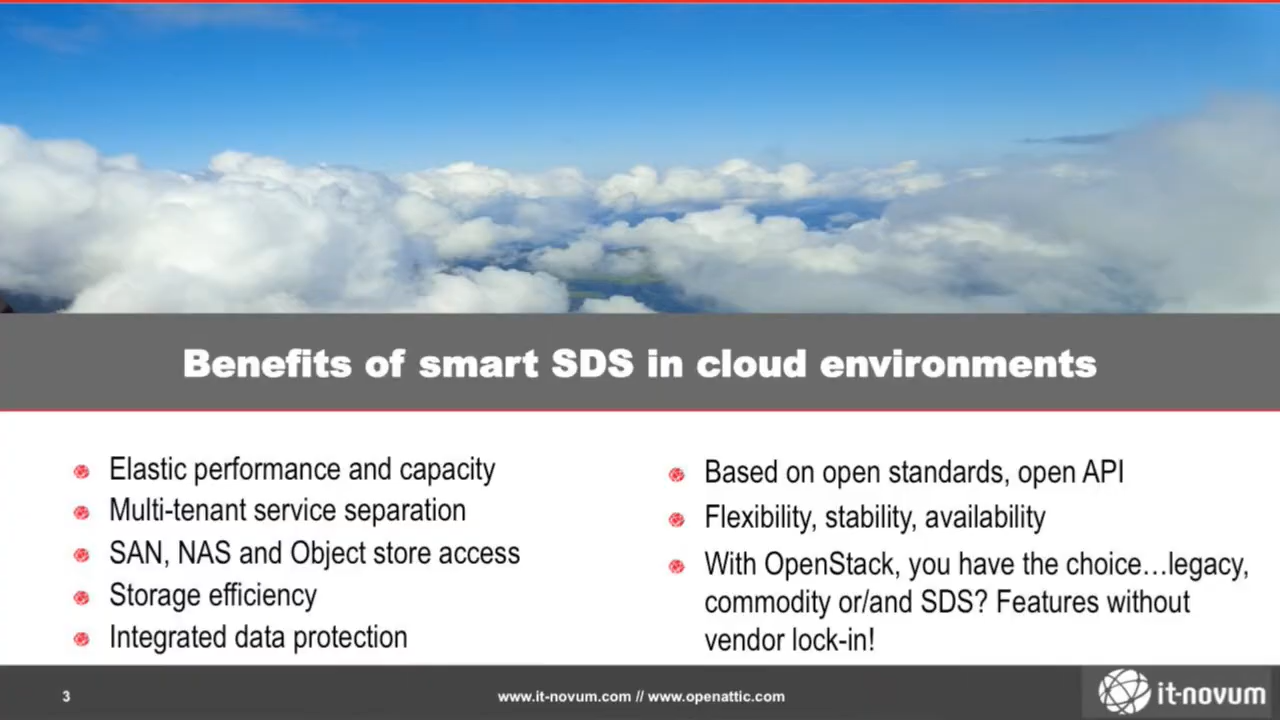 Benefits of smart SDS in cloud environments
Elastic performance and capacity
Multi-tenant service separation
SAN, NAS and Object store access
Storage efficiency
Integrated data protection
Based on open standards, open API
Flexibility, stability, availability
With OpenStack, you have the choice…legacy,
commodity or/and SDS? Features without
vendor lock-in!
3
www.it-novum.com // www.openattic.com
it-novum